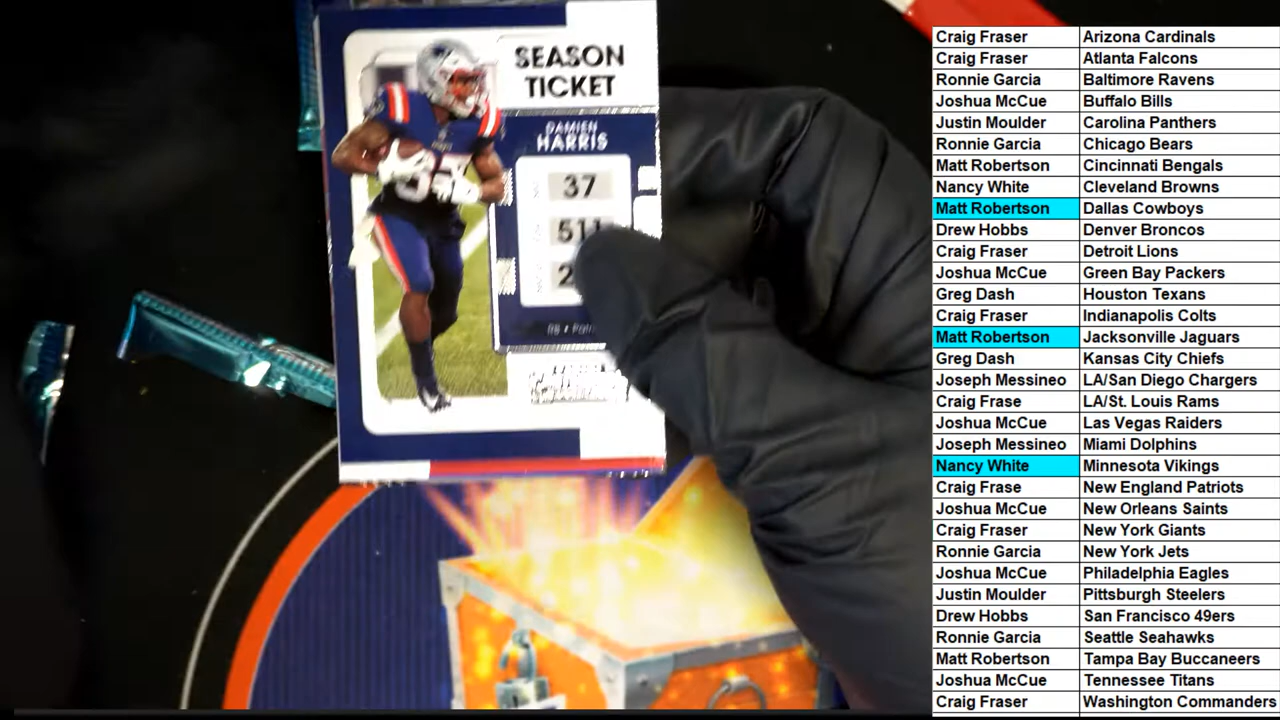 SEASON
TICKET
DAMIEN
HARRIS
37
511
RB •
Craig Fraser Arizona Cardinals
Craig Fraser Atlanta Falcons
Ronnie Garcia Baltimore Ravens
Joshua McCue Buffalo Bills
Justin Moulder Carolina Panthers
Ronnie Garcia Chicago Bears
Matt Robertson Cincinnati Bengals
Nancy White Cleveland Browns
Matt Robertson Dallas Cowboys
Drew Hobbs Denver Broncos
Craig Fraser Detroit Lions
Joshua McCue Green Bay Packers
Greg Dash Houston Texans
Craig Fraser Indianapolis Colts
Matt Robertson Jacksonville Jaguars
Greg Dash Kansas City Chiefs
Joseph Messineo LA/San Diego Chargers
Craig Frase LA/St. Louis Rams
Joshua McCue Las Vegas Raiders
Joseph Messineo Miami Dolphins
Nancy White Minnesota Vikings
Craig Frase New England Patriots
Joshua McCue New Orleans Saints
Craig Fraser New York Giants
Ronnie Garcia New York Jets
Joshua McCue Philadelphia Eagles
Justin Moulder Pittsburgh Steelers
Drew Hobbs San Francisco 49ers
Ronnie Garcia Seattle Seahawks
Matt Robertson Tampa Bay Buccaneers
Joshua McCue Tennessee Titans
Craig Fraser Washington Commanders